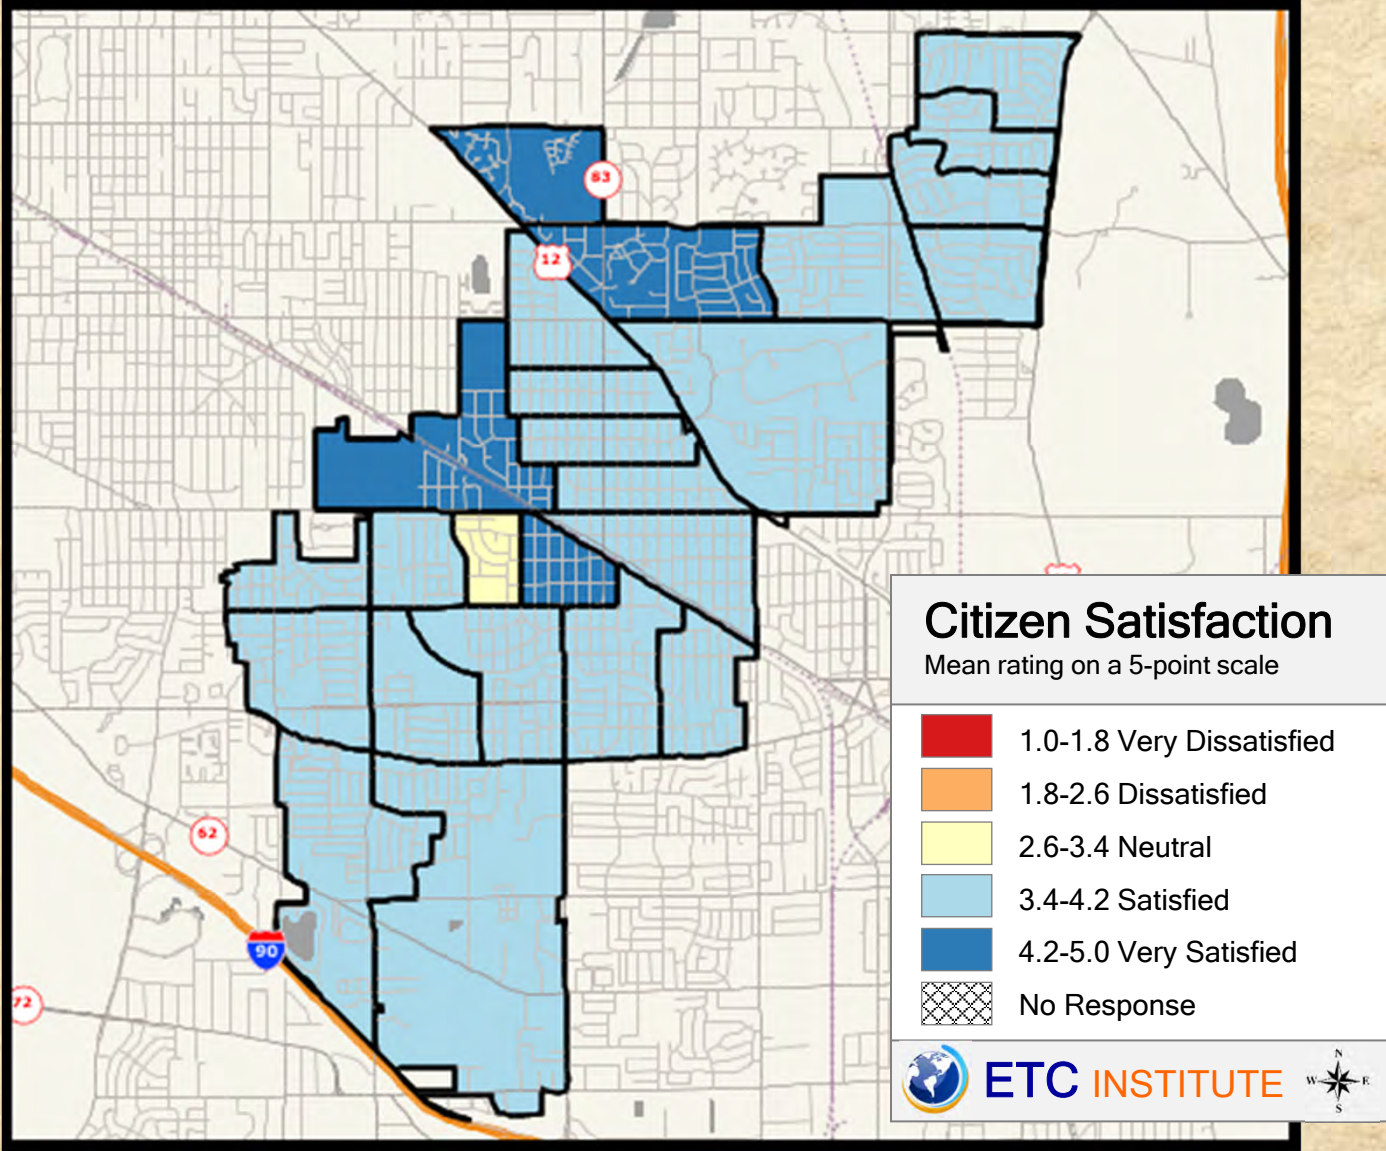 83
12
62
90
72
Citizen Satisfaction
Mean rating on a 5-point scale
1.0-1.8 Very Dissatisfied
1.8-2.6 Dissatisfied
2.6-3.4 Neutral
3.4-4.2 Satisfied
4.2-5.0 Very Satisfied
No Response
ETC INSTITUTE
N
W E
S